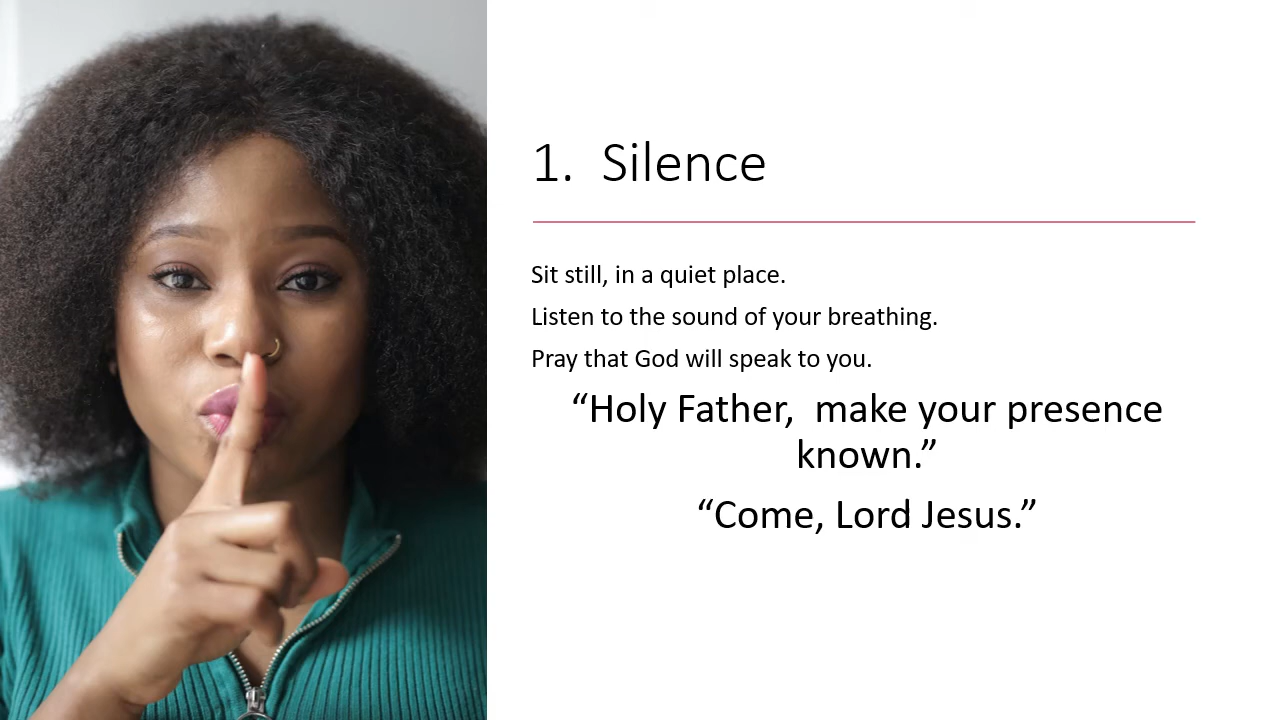 1. Silence
Sit still, in a quiet place.
Listen to the sound of your breathing.
Pray that God will speak to you.
“Holy Father,  make your presence
known.”
“Come, Lord Jesus.”